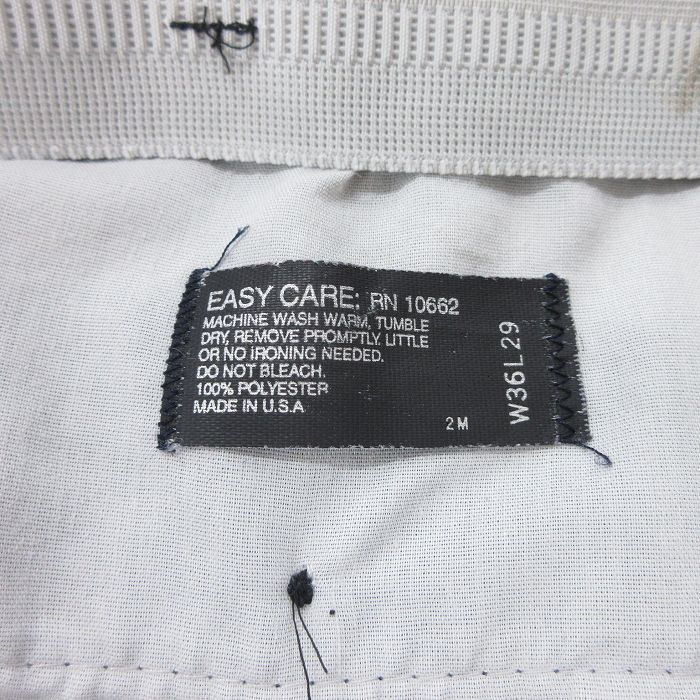 EASY CARE: RN 10662
MACHINE WASH WARM, TUMBLE
DRY, REMOVE PROMPTLY. LITTLE
OR NO IRONING NEEDED.
DO NOT BLEACH.
100% POLYESTER
MADE IN U.S.A
2M
W36L29